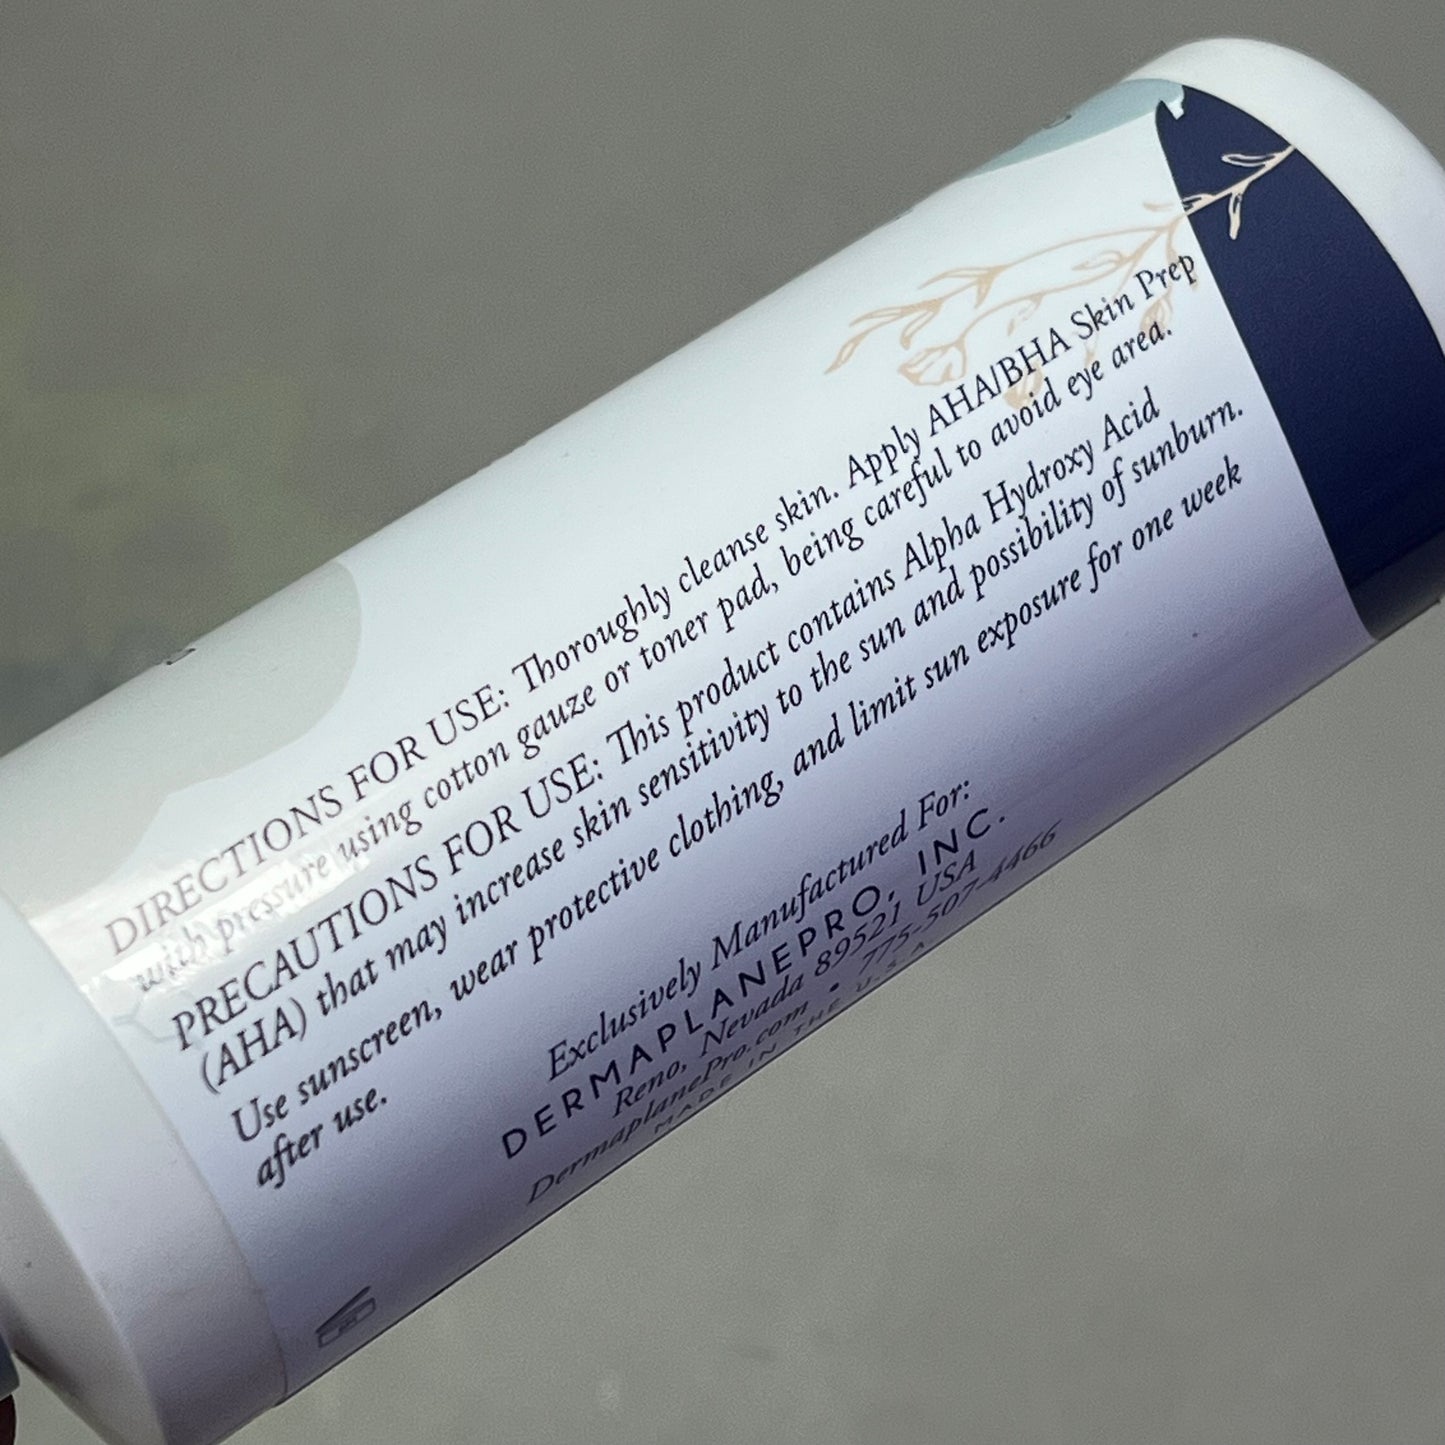 DIRECTIONS FOR USE: Thoroughly cleanse skin. Apply AHA/BHA Skin Prep
with pressure using cotton gauze or toner pad, being careful to avoid eye area.
PRECAUTIONS FOR USE: This product contains Alpha Hydroxy Acid
(AHA) that may increase skin sensitivity to the sun and possibility of sunburn.
Use sunscreen, wear protective clothing, and limit sun exposure for one week
after use.
Exclusively Manufactured For:
DERMAPLANEPRO, INC.
Reno, Nevada 89521 USA
DermaplanePro.com • 775-507-4466
MADE IN THE U.S.A